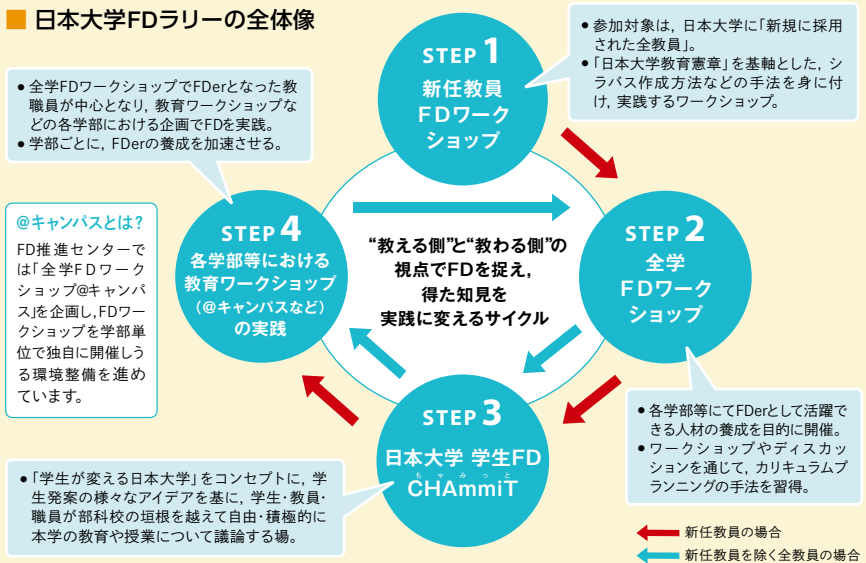 ■ 日本大学FDラリーの全体像
STEP 1
新任教員
FDワーク
ショップ
● 参加対象は，日本大学に「新規に採用
された全教員」。
● 「日本大学教育憲章」を基軸とした，シ
ラバス作成方法などの手法を身に付
け，実践するワークショップ。
● 全学FDワークショップでFDerとなった教
職員が中心となり，教育ワークショップな
どの各学部における企画でFDを実践。
● 学部ごとに，FDerの養成を加速させる。
@キャンパスとは?
FD推進センターで
は「全学FDワーク
ショップ@キャンパ
ス」を企画し，FDワー
クショップを学部単
位で独自に開催しう
る環境整備を進め
ています。
STEP 4
各学部等における
教育ワークショップ
（@キャンパスなど）
の実践
“教える側”と“教わる側”の
視点でFDを捉え，
得た知見を
実践に変えるサイクル
STEP 2
全学
FDワーク
ショップ
● 各学部等にてFDerとして活躍で
きる人材の養成を目的に開催。
● ワークショップやディスカッ
ションを通じて，カリキュラムプ
ランニングの手法を習得。
STEP 3
日本大学 学生FD
ちゃみっと
CHAmmiT
● 「学生が変える日本大学」をコンセプトに，学
生発案の様々なアイデアを基に，学生・教員・
職員が部科校の垣根を越えて自由・積極的に
本学の教育や授業について議論する場。
新任教員の場合
新任教員を除く全教員の場合